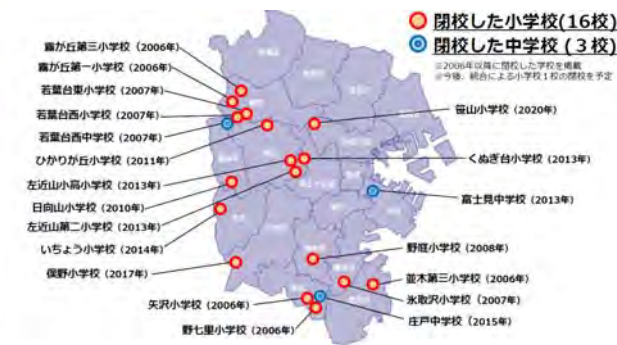 閉校した小学校(16校)
閉校した中学校(3校)
※2006年以降に閉校した学校を掲載
※今後、統合による小学校1校の閉校を予定
霧が丘第三小学校(2006年)
霧が丘第一小学校(2006年)
若葉台東小学校(2007年)
若葉台西小学校(2007年)
若葉台西中学校(2007年)
ひかりが丘小学校(2011年)
左近山小高小学校(2013年)
日向山小学校(2010年)
左近山第二小学校(2013年)
いちょう小学校(2014年)
俣野小学校(2017年)
矢沢小学校(2006年)
野七里小学校(2006年)
笹山小学校(2020年)
くぬぎ台小学校(2013年)
富士見中学校(2013年)
野庭小学校(2008年)
並木第三小学校(2006年)
氷取沢小学校(2007年)
庄戸中学校(2015年)